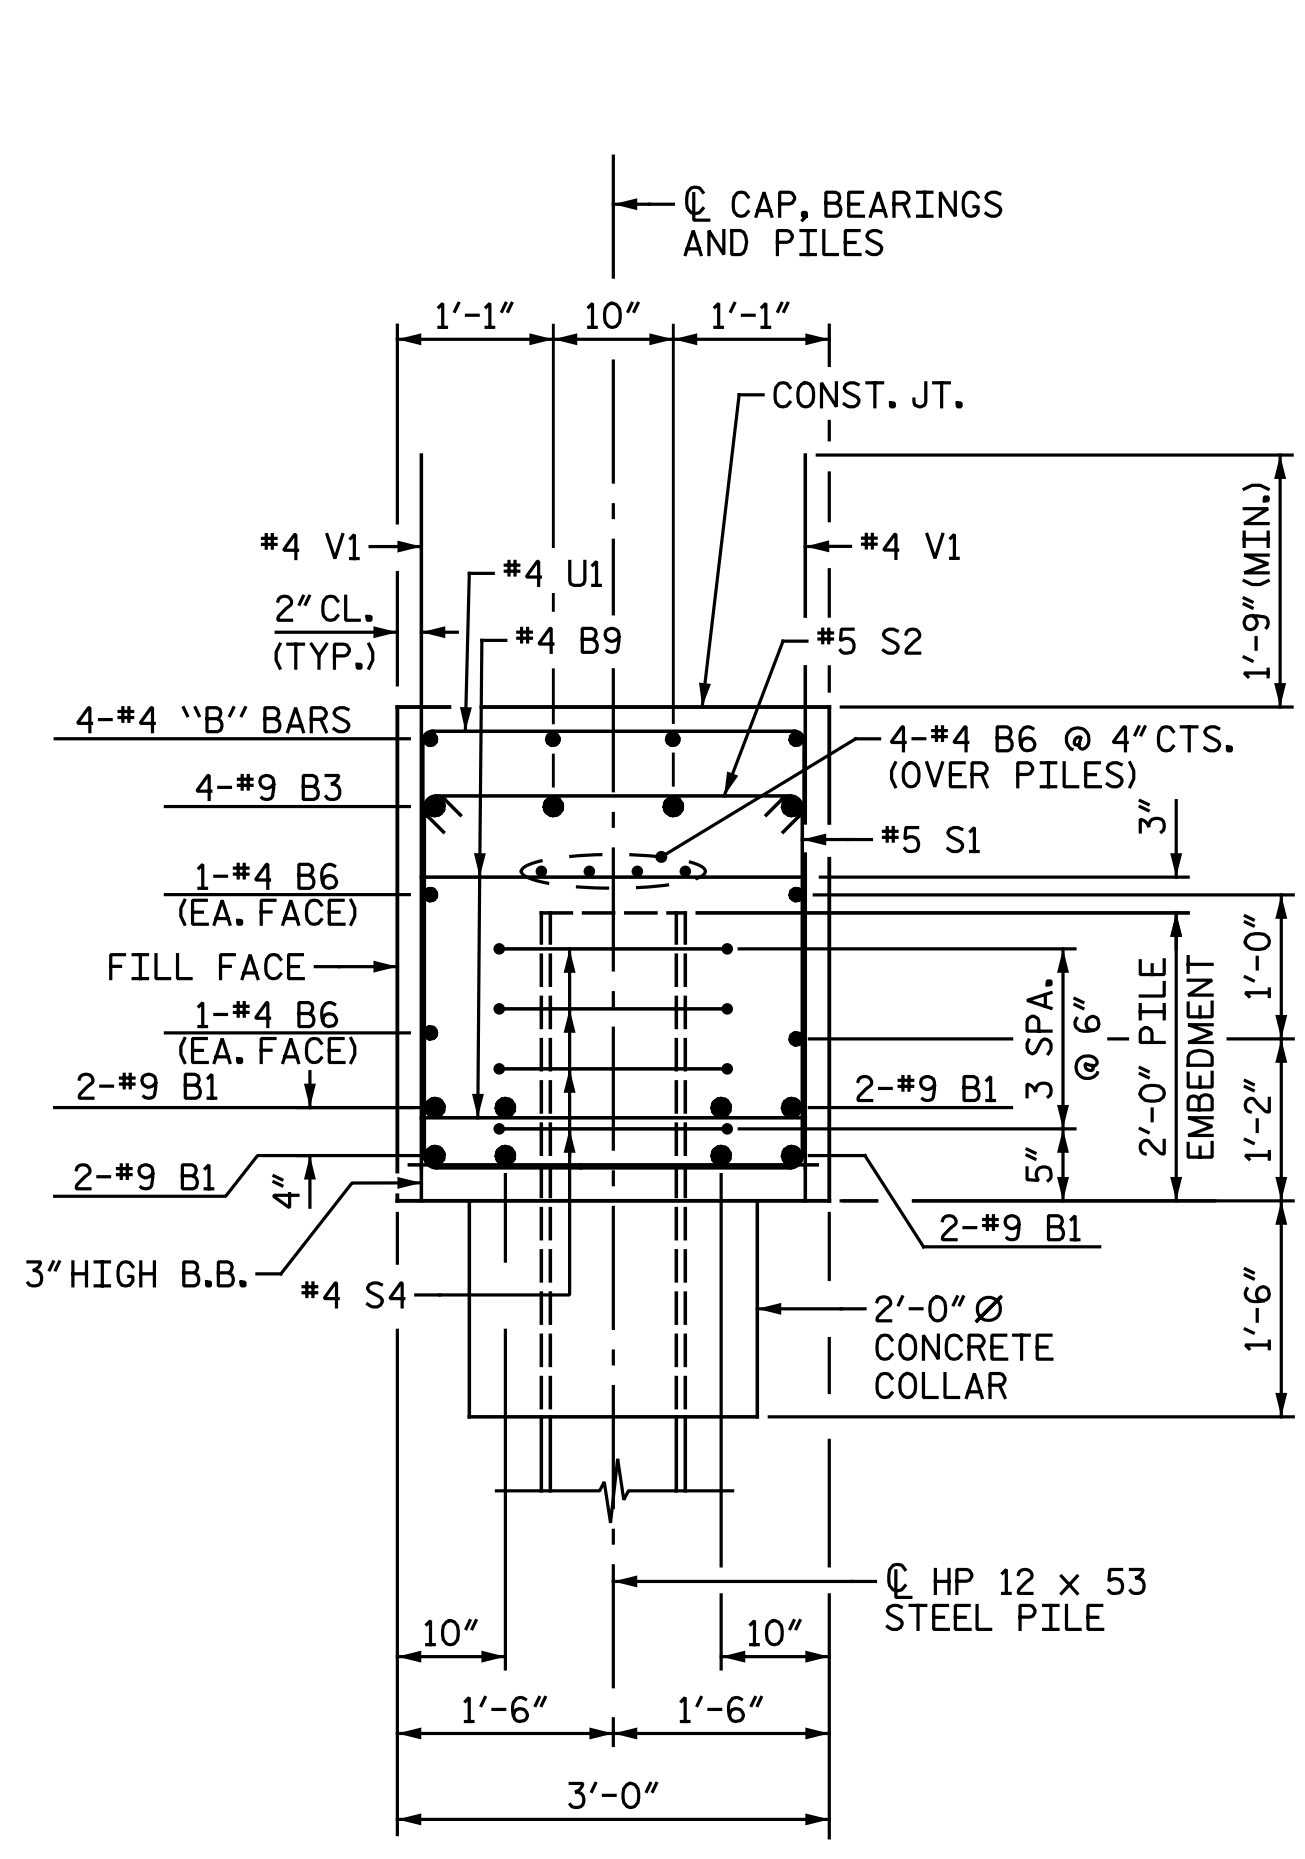 ℄ CAP, BEARINGS
AND PILES
1'-1"
10"
1'-1"
CONST. JT.
#4 V1
#4 U1
#4 V1
1'-9" (MIN.)
2" CL.
(TYP.)
#4 B9
#5 S2
4-#4 "B" BARS
4-#4 B6 @ 4" CTS.
(OVER PILES)
4-#9 B3
3"
#5 S1
1-#4 B6
(EA. FACE)
FILL FACE
1'-0"
1-#4 B6
(EA. FACE)
3 SPA.
@ 6"
2'-0" PILE
EMBEDMENT
2-#9 B1
2-#9 B1
1'-2"
2-#9 B1
4"
5"
2-#9 B1
3" HIGH B.B.
#4 S4
2'-0" Ø
CONCRETE
COLLAR
1'-6"
℄ HP 12 x 53
STEEL PILE
10"
10"
1'-6"
1'-6"
3'-0"